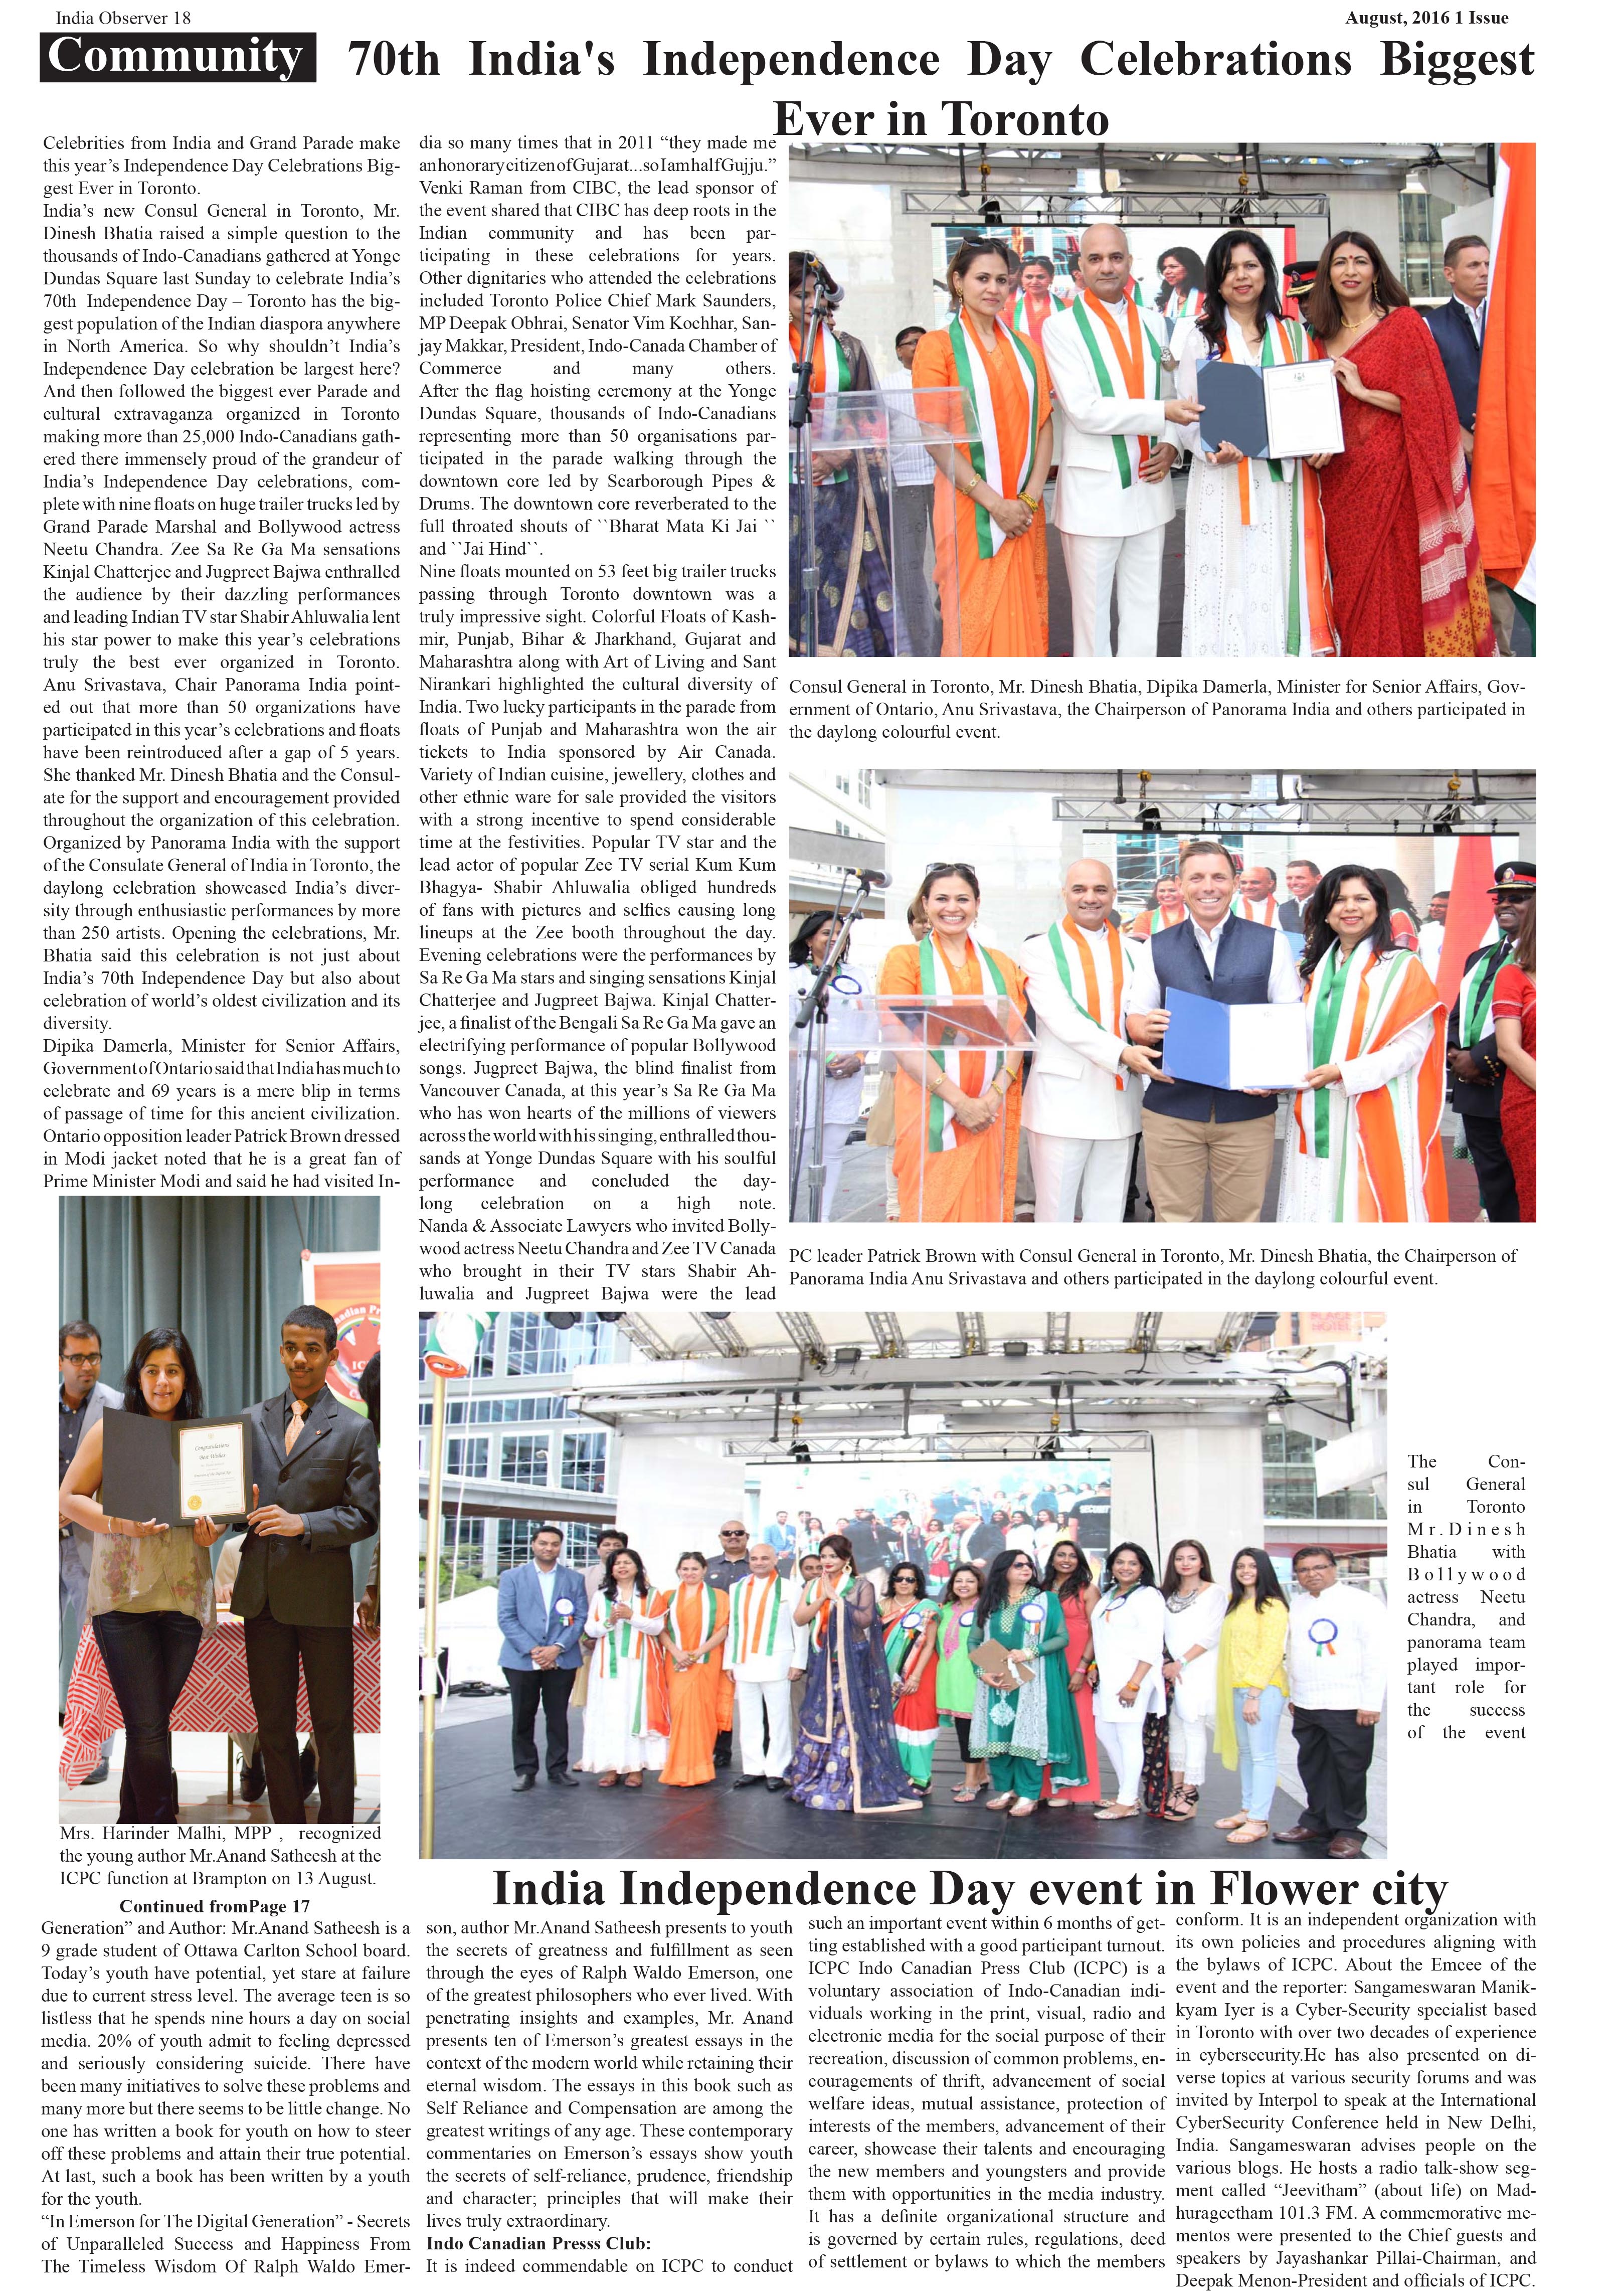 India Observer 18
August, 2016 1 Issue
Community
70th India's Independence Day Celebrations Biggest
Ever in Toronto
Celebrities from India and Grand Parade make
this year’s Independence Day Celebrations Big-
gest Ever in Toronto.
India’s new Consul General in Toronto, Mr.
Dinesh Bhatia raised a simple question to the
thousands of Indo-Canadians gathered at Yonge
Dundas Square last Sunday to celebrate India’s
70th Independence Day – Toronto has the big-
gest population of the Indian diaspora anywhere
in North America. So why shouldn’t India’s
Independence Day celebration be largest here?
And then followed the biggest ever Parade and
cultural extravaganza organized in Toronto
making more than 25,000 Indo-Canadians gath-
ered there immensely proud of the grandeur of
India’s Independence Day celebrations, com-
plete with nine floats on huge trailer trucks led by
Grand Parade Marshal and Bollywood actress
Neetu Chandra. Zee Sa Re Ga Ma sensations
Kinjal Chatterjee and Jugpreet Bajwa enthralled
the audience by their dazzling performances
and leading Indian TV star Shabir Ahluwalia lent
his star power to make this year’s celebrations
truly the best ever organized in Toronto.
Anu Srivastava, Chair Panorama India point-
ed out that more than 50 organizations have
participated in this year’s celebrations and floats
have been reintroduced after a gap of 5 years.
She thanked Mr. Dinesh Bhatia and the Consul-
ate for the support and encouragement provided
throughout the organization of this celebration.
Organized by Panorama India with the support
of the Consulate General of India in Toronto, the
daylong celebration showcased India’s diver-
sity through enthusiastic performances by more
than 250 artists. Opening the celebrations, Mr.
Bhatia said this celebration is not just about
India’s 70th Independence Day but also about
celebration of world’s oldest civilization and its
diversity.
Dipika Damerla, Minister for Senior Affairs,
Government of Ontario said that India has much to
celebrate and 69 years is a mere blip in terms
of passage of time for this ancient civilization.
Ontario opposition leader Patrick Brown dressed
in Modi jacket noted that he is a great fan of
Prime Minister Modi and said he had visited In-
dia so many times that in 2011 “they made me
an honorary citizen of Gujarat...so I am half Gujju.”
Venki Raman from CIBC, the lead sponsor of
the event shared that CIBC has deep roots in the
Indian community and has been par-
ticipating in these celebrations for years.
Other dignitaries who attended the celebrations
included Toronto Police Chief Mark Saunders,
MP Deepak Obhrai, Senator Vim Kochhar, San-
jay Makkar, President, Indo-Canada Chamber of
Commerce and many others.
After the flag hoisting ceremony at the Yonge
Dundas Square, thousands of Indo-Canadians
representing more than 50 organisations par-
ticipated in the parade walking through the
downtown core led by Scarborough Pipes &
Drums. The downtown core reverberated to the
full throated shouts of ``Bharat Mata Ki Jai ``
and ``Jai Hind``.
Nine floats mounted on 53 feet big trailer trucks
passing through Toronto downtown was a
truly impressive sight. Colorful Floats of Kash-
mir, Punjab, Bihar & Jharkhand, Gujarat and
Maharashtra along with Art of Living and Sant
Nirankari highlighted the cultural diversity of
India. Two lucky participants in the parade from
floats of Punjab and Maharashtra won the air
tickets to India sponsored by Air Canada.
Variety of Indian cuisine, jewellery, clothes and
other ethnic ware for sale provided the visitors
with a strong incentive to spend considerable
time at the festivities. Popular TV star and the
lead actor of popular Zee TV serial Kum Kum
Bhagya- Shabir Ahluwalia obliged hundreds
of fans with pictures and selfies causing long
lineups at the Zee booth throughout the day.
Evening celebrations were the performances by
Sa Re Ga Ma stars and singing sensations Kinjal
Chatterjee and Jugpreet Bajwa. Kinjal Chatter-
jee, a finalist of the Bengali Sa Re Ga Ma gave an
electrifying performance of popular Bollywood
songs. Jugpreet Bajwa, the blind finalist from
Vancouver Canada, at this year’s Sa Re Ga Ma
who has won hearts of the millions of viewers
across the world with his singing, enthralled thou-
sands at Yonge Dundas Square with his soulful
performance and concluded the day-
long celebration on a high note.
Nanda & Associate Lawyers who invited Bolly-
wood actress Neetu Chandra and Zee TV Canada
who brought in their TV stars Shabir Ah-
luwalia and Jugpreet Bajwa were the lead
Consul General in Toronto, Mr. Dinesh Bhatia, Dipika Damerla, Minister for Senior Affairs, Gov-
ernment of Ontario, Anu Srivastava, the Chairperson of Panorama India and others participated in
the daylong colourful event.
PC leader Patrick Brown with Consul General in Toronto, Mr. Dinesh Bhatia, the Chairperson of
Panorama India Anu Srivastava and others participated in the daylong colourful event.
The Con-
sul General
in Toronto
Mr.Dinesh
Bhatia with
Bollywood
actress Neetu
Chandra, and
panorama team
played impor-
tant role for
the success
of the event
Congratulations
Best Wishes
Mrs. Harinder Malhi, MPP , recognized
the young author Mr.Anand Satheesh at the
ICPC function at Brampton on 13 August.
India Independence Day event in Flower city
Continued fromPage 17
Generation” and Author: Mr.Anand Satheesh is a
9 grade student of Ottawa Carlton School board.
Today’s youth have potential, yet stare at failure
due to current stress level. The average teen is so
listless that he spends nine hours a day on social
media. 20% of youth admit to feeling depressed
and seriously considering suicide. There have
been many initiatives to solve these problems and
many more but there seems to be little change. No
one has written a book for youth on how to steer
off these problems and attain their true potential.
At last, such a book has been written by a youth
for the youth.
“In Emerson for The Digital Generation” - Secrets
of Unparalleled Success and Happiness From
The Timeless Wisdom Of Ralph Waldo Emer-
son, author Mr.Anand Satheesh presents to youth
the secrets of greatness and fulfillment as seen
through the eyes of Ralph Waldo Emerson, one
of the greatest philosophers who ever lived. With
penetrating insights and examples, Mr. Anand
presents ten of Emerson’s greatest essays in the
context of the modern world while retaining their
eternal wisdom. The essays in this book such as
Self Reliance and Compensation are among the
greatest writings of any age. These contemporary
commentaries on Emerson’s essays show youth
the secrets of self-reliance, prudence, friendship
and character; principles that will make their
lives truly extraordinary.
Indo Canadian Presss Club:
It is indeed commendable on ICPC to conduct
such an important event within 6 months of get-
ting established with a good participant turnout.
ICPC Indo Canadian Press Club (ICPC) is a
voluntary association of Indo-Canadian indi-
viduals working in the print, visual, radio and
electronic media for the social purpose of their
recreation, discussion of common problems, en-
couragements of thrift, advancement of social
welfare ideas, mutual assistance, protection of
interests of the members, advancement of their
career, showcase their talents and encouraging
the new members and youngsters and provide
them with opportunities in the media industry.
It has a definite organizational structure and
is governed by certain rules, regulations, deed
of settlement or bylaws to which the members
conform. It is an independent organization with
its own policies and procedures aligning with
the bylaws of ICPC. About the Emcee of the
event and the reporter: Sangameswaran Manik-
kyam Iyer is a Cyber-Security specialist based
in Toronto with over two decades of experience
in cybersecurity.He has also presented on di-
verse topics at various security forums and was
invited by Interpol to speak at the International
CyberSecurity Conference held in New Delhi,
India. Sangameswaran advises people on the
various blogs. He hosts a radio talk-show seg-
ment called “Jeevitham” (about life) on Mad-
hurageetham 101.3 FM. A commemorative me-
mentos were presented to the Chief guests and
speakers by Jayashankar Pillai-Chairman, and
Deepak Menon-President and officials of ICPC.